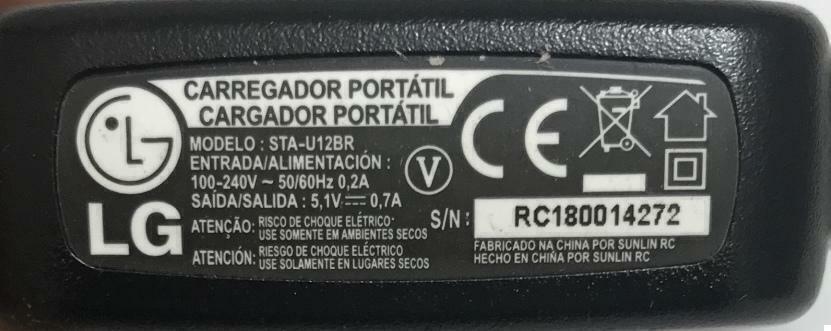 CARREGADOR PORTÁTIL
CARGADOR PORTÁTIL
LG
MODELO : STA-U12BR
ENTRADA/ALIMENTACIÓN :
100-240V ~ 50/60Hz 0,2A
SAÍDA/SALIDA : 5,1V ⎓ 0,7A
V
CE
ATENÇÃO: RISCO DE CHOQUE ELÉTRICO·
USE SOMENTE EM AMBIENTES SECOS
ATENCIÓN: RIESGO DE CHOQUE ELÉCTRICO
USE SOLAMENTE EN LUGARES SECOS
S/N : RC180014272
FABRICADO NA CHINA POR SUNLIN RC
HECHO EN CHIÑA POR SUNLIN RC